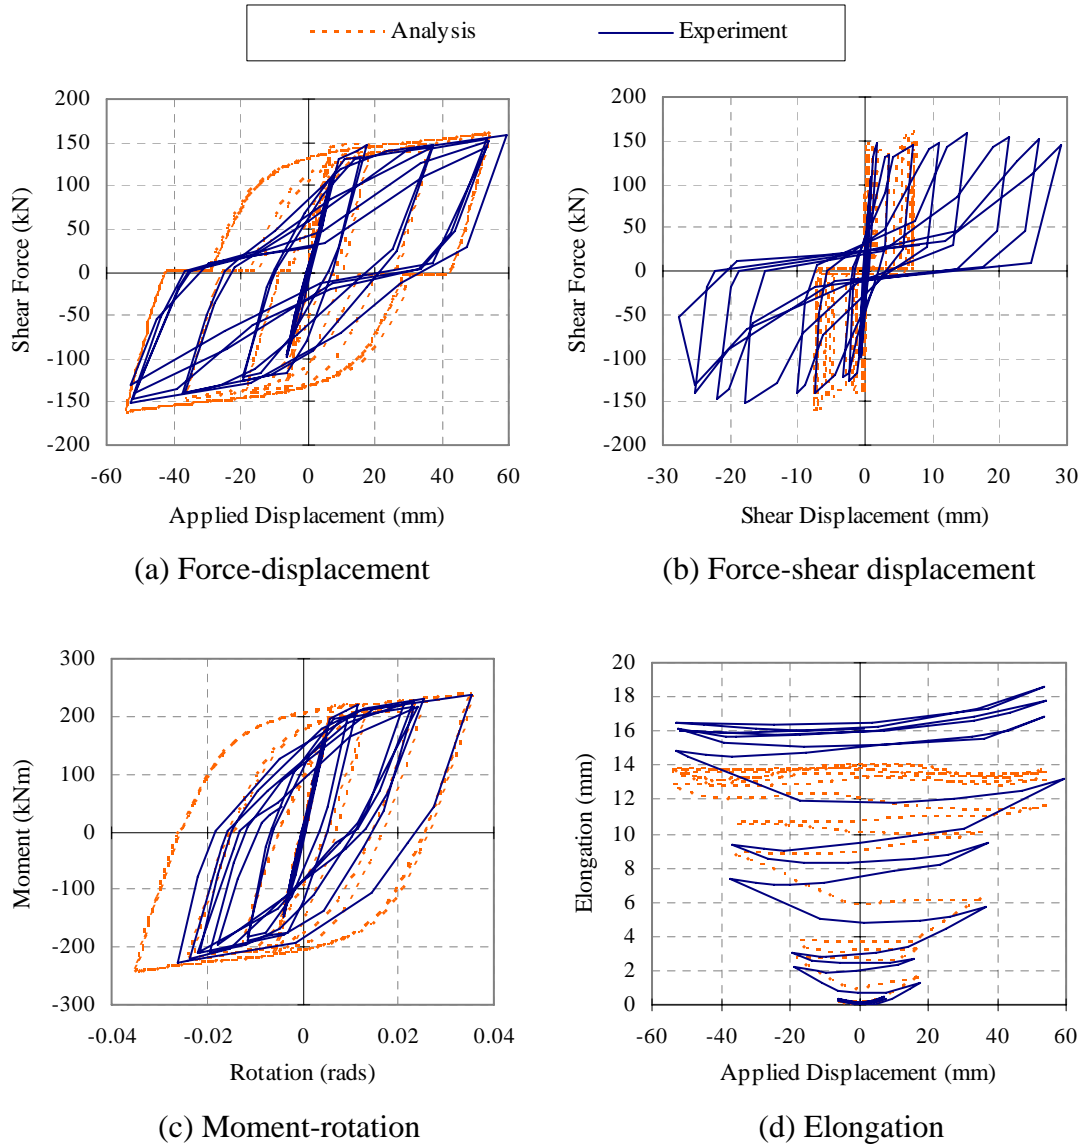 Analysis Experiment
200
150
100
50
0
-50
-100
-150
-200
-60 -40 -20 0 20 40 60
Shear Force (kN)
Applied Displacement (mm)
(a) Force-displacement
200
150
100
50
0
-50
-100
-150
-200
-30 -20 -10 0 10 20 30
Shear Force (kN)
Shear Displacement (mm)
(b) Force-shear displacement
300
200
100
0
-100
-200
-300
-0.04 -0.02 0 0.02 0.04
Moment (kNm)
Rotation (rads)
(c) Moment-rotation
20
18
16
14
12
10
8
6
4
2
0
-60 -40 -20 0 20 40 60
Elongation (mm)
Applied Displacement (mm)
(d) Elongation